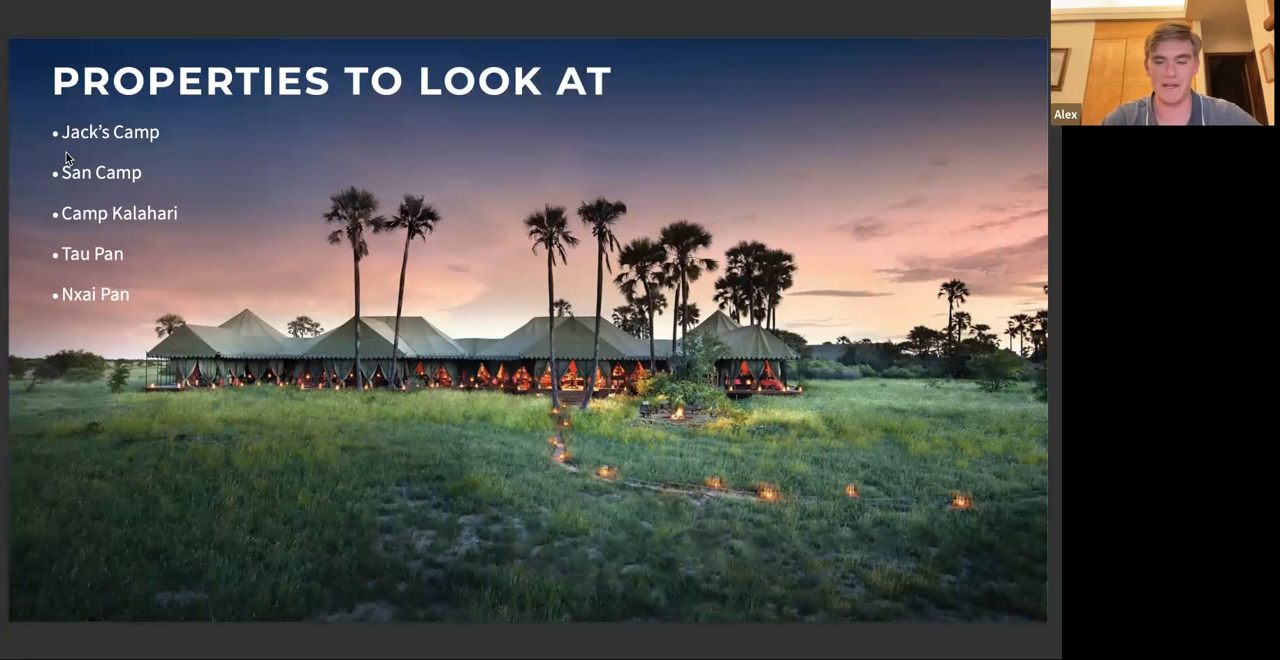 PROPERTIES TO LOOK AT
• Jack’s Camp
• San Camp
• Camp Kalahari
• Tau Pan
• Nxai Pan
Alex